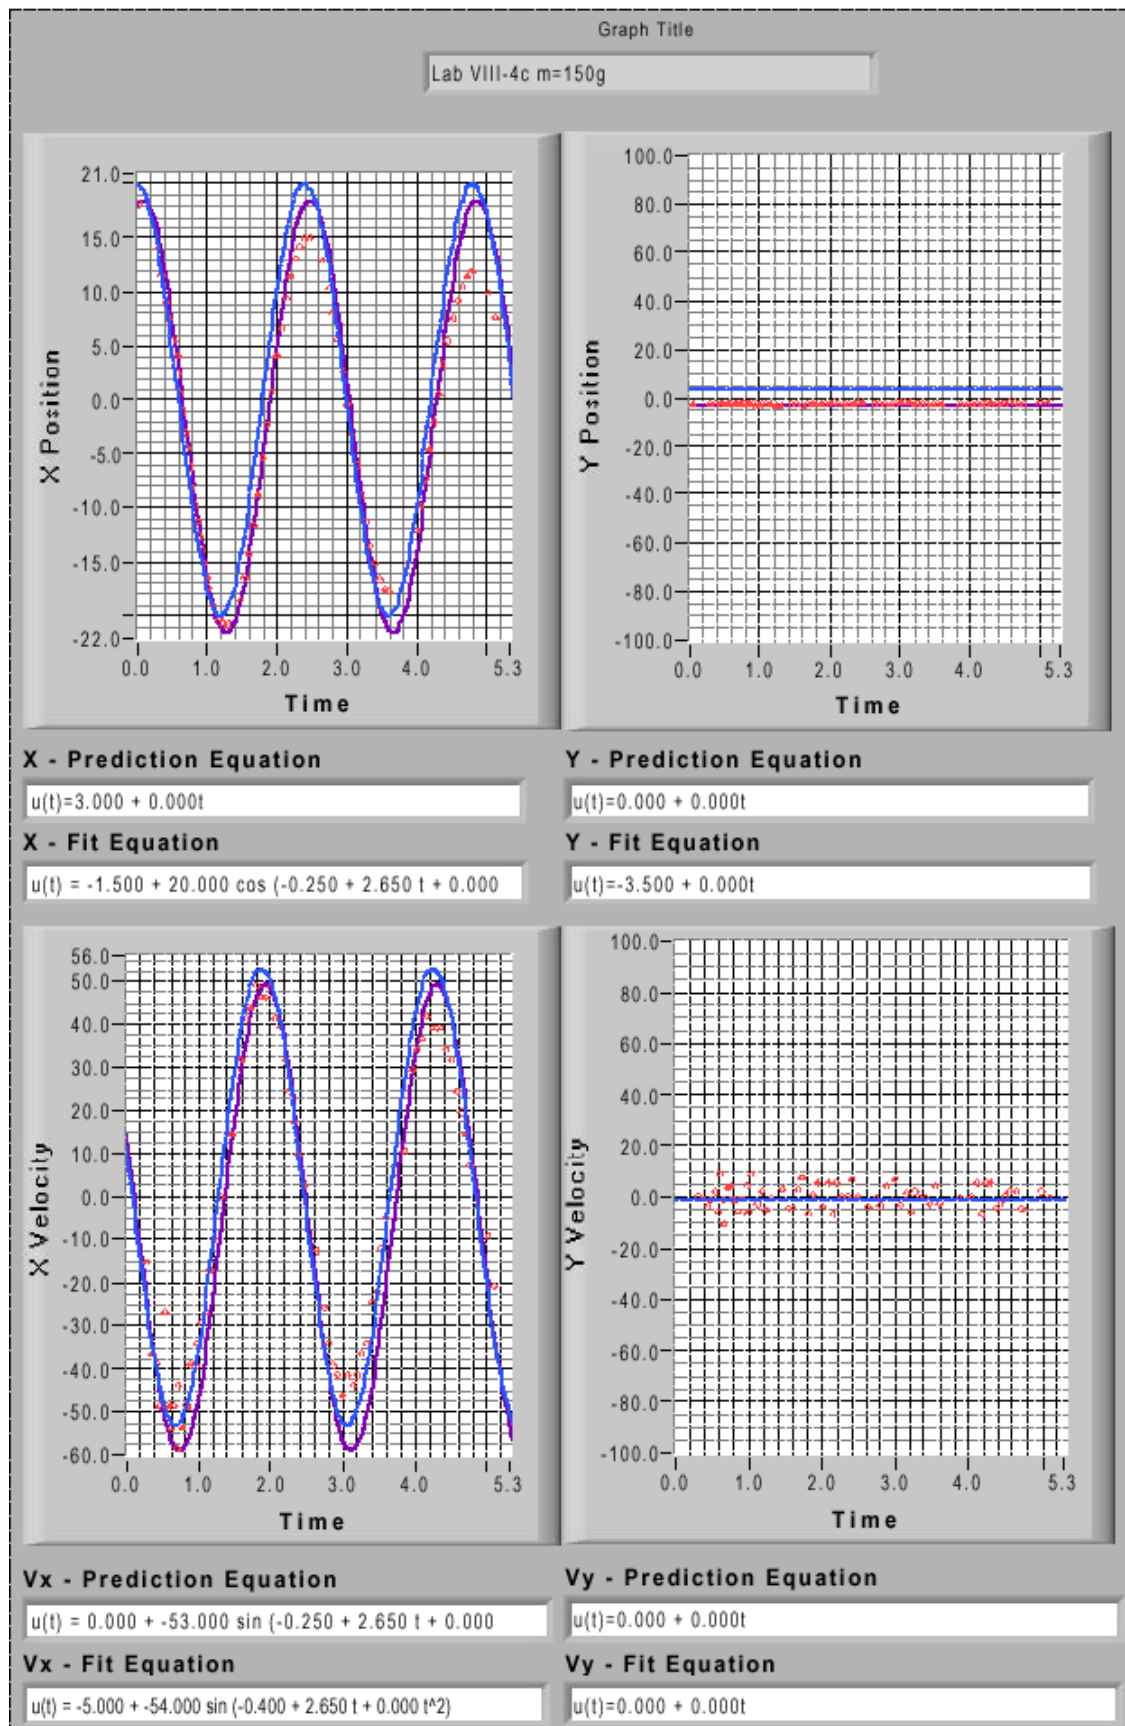 Graph Title
Lab VIII-4c m=150g
21.0
15.0
10.0
5.0
0.0
-5.0
-10.0
-15.0
-22.0
X Position
0.0 1.0 2.0 3.0 4.0 5.3
Time
100.0
80.0
60.0
40.0
20.0
0.0
-20.0
-40.0
-60.0
-80.0
-100.0
Y Position
0.0 1.0 2.0 3.0 4.0 5.3
Time
X - Prediction Equation
u(t)=3.000 + 0.000t
Y - Prediction Equation
u(t)=0.000 + 0.000t
X - Fit Equation
u(t) = -1.500 + 20.000 cos (-0.250 + 2.650 t + 0.000
Y - Fit Equation
u(t)=-3.500 + 0.000t
56.0
50.0
40.0
30.0
20.0
10.0
0.0
-10.0
-20.0
-30.0
-40.0
-50.0
-60.0
X Velocity
0.0 1.0 2.0 3.0 4.0 5.3
Time
100.0
80.0
60.0
40.0
20.0
0.0
-20.0
-40.0
-60.0
-80.0
-100.0
Y Velocity
0.0 1.0 2.0 3.0 4.0 5.3
Time
Vx - Prediction Equation
u(t) = 0.000 + -53.000 sin (-0.250 + 2.650 t + 0.000
Vy - Prediction Equation
u(t)=0.000 + 0.000t
Vx - Fit Equation
u(t) = -5.000 + -54.000 sin (-0.400 + 2.650 t + 0.000 t^2)
Vy - Fit Equation
u(t)=0.000 + 0.000t